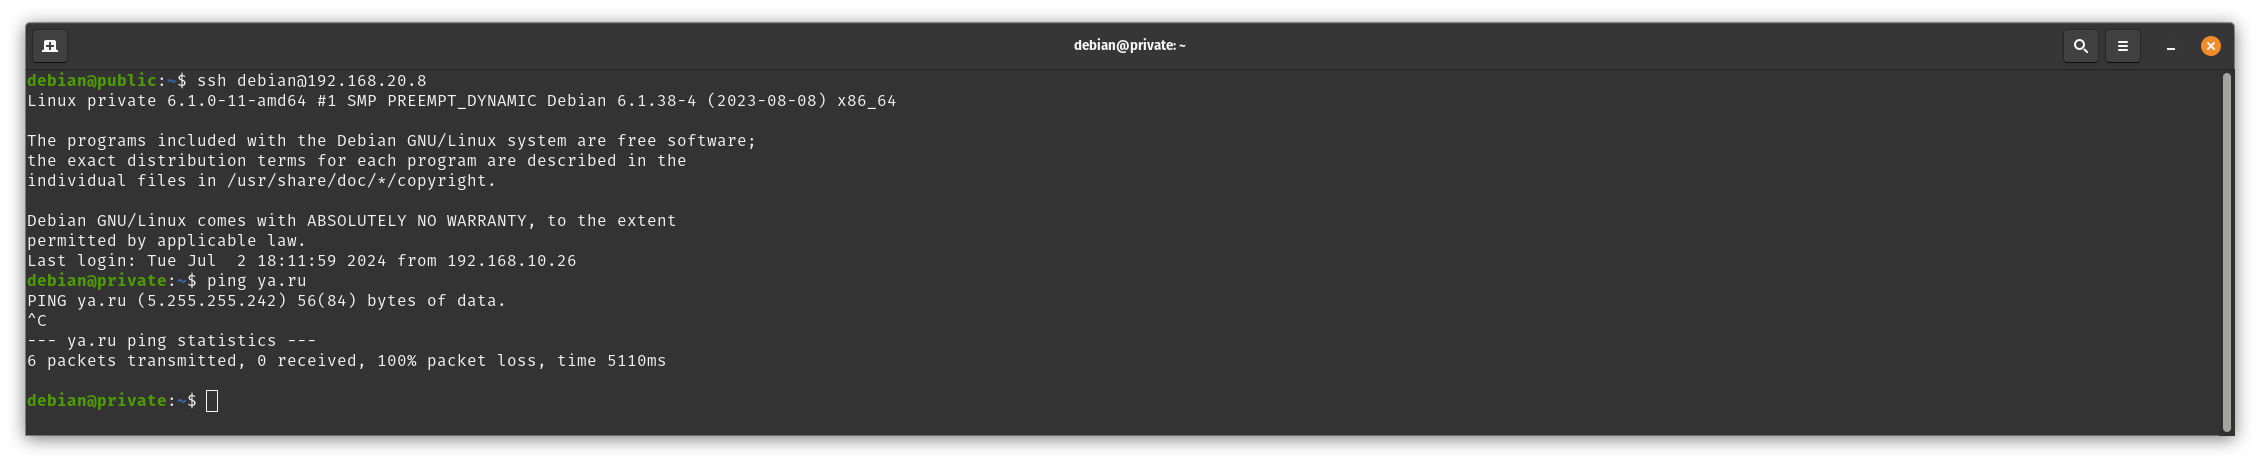 debian@private: ~
debian@public:~$ ssh debian@192.168.20.8
Linux private 6.1.0-11-amd64 #1 SMP PREEMPT_DYNAMIC Debian 6.1.38-4 (2023-08-08) x86_64
The programs included with the Debian GNU/Linux system are free software;
the exact distribution terms for each program are described in the
individual files in /usr/share/doc/*/copyright.
Debian GNU/Linux comes with ABSOLUTELY NO WARRANTY, to the extent
permitted by applicable law.
Last login: Tue Jul  2 18:11:59 2024 from 192.168.10.26
debian@private:~$ ping ya.ru
PING ya.ru (5.255.255.242) 56(84) bytes of data.
^C
--- ya.ru ping statistics ---
6 packets transmitted, 0 received, 100% packet loss, time 5110ms
debian@private:~$